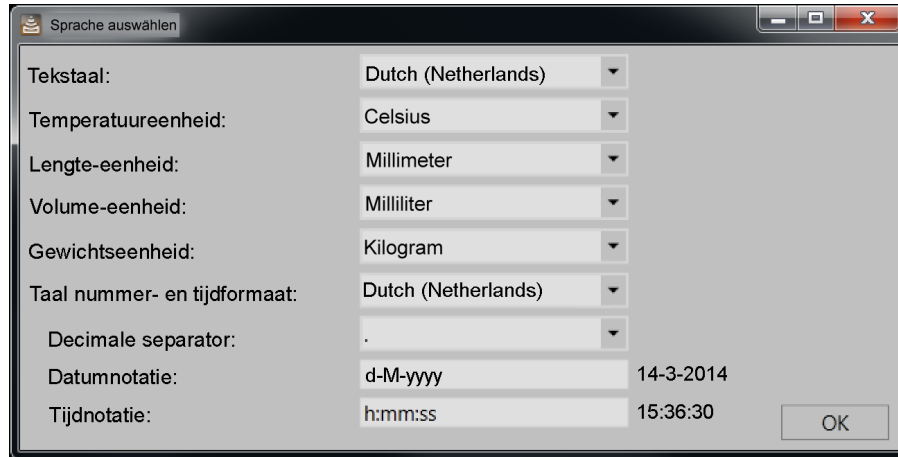 Sprache auswählen
Tekstaal: Dutch (Netherlands)
Temperatuureenheid: Celsius
Lengte-eenheid: Millimeter
Volume-eenheid: Milliliter
Gewichtseenheid: Kilogram
Taal nummer- en tijdformaat: Dutch (Netherlands)
Decimale separator: .
Datumnotatie: d-M-yyyy 14-3-2014
Tijdnotatie: h:mm:ss 15:36:30
OK